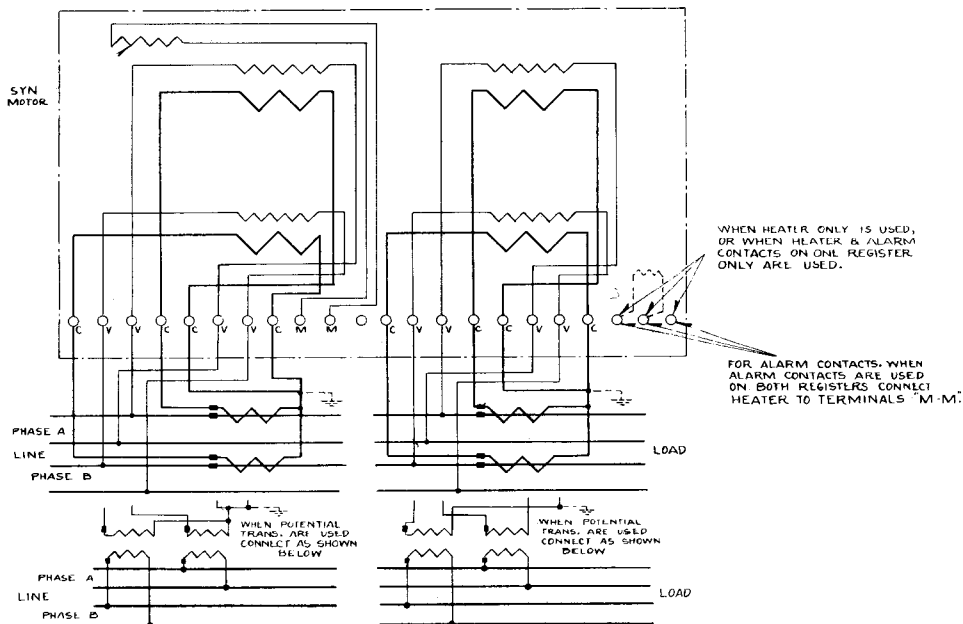 SYN
MOTOR
WHEN HEATER ONLY IS USED,
OR WHEN HEATER & ALARM
CONTACTS ON ONE REGISTER
ONLY ARE USED.
C V V C C V V C M M C V V C C V V C
FOR ALARM CONTACTS. WHEN
ALARM CONTACTS ARE USED
ON BOTH REGISTERS CONNECT
HEATER TO TERMINALS "M-M".
PHASE A
LINE
PHASE B
LOAD
WHEN POTENTIAL
TRANS. ARE USED
CONNECT AS SHOWN
BELOW
WHEN POTENTIAL
TRANS. ARE USED
CONNECT AS SHOWN
BELOW
PHASE A
LINE
PHASE B
LOAD